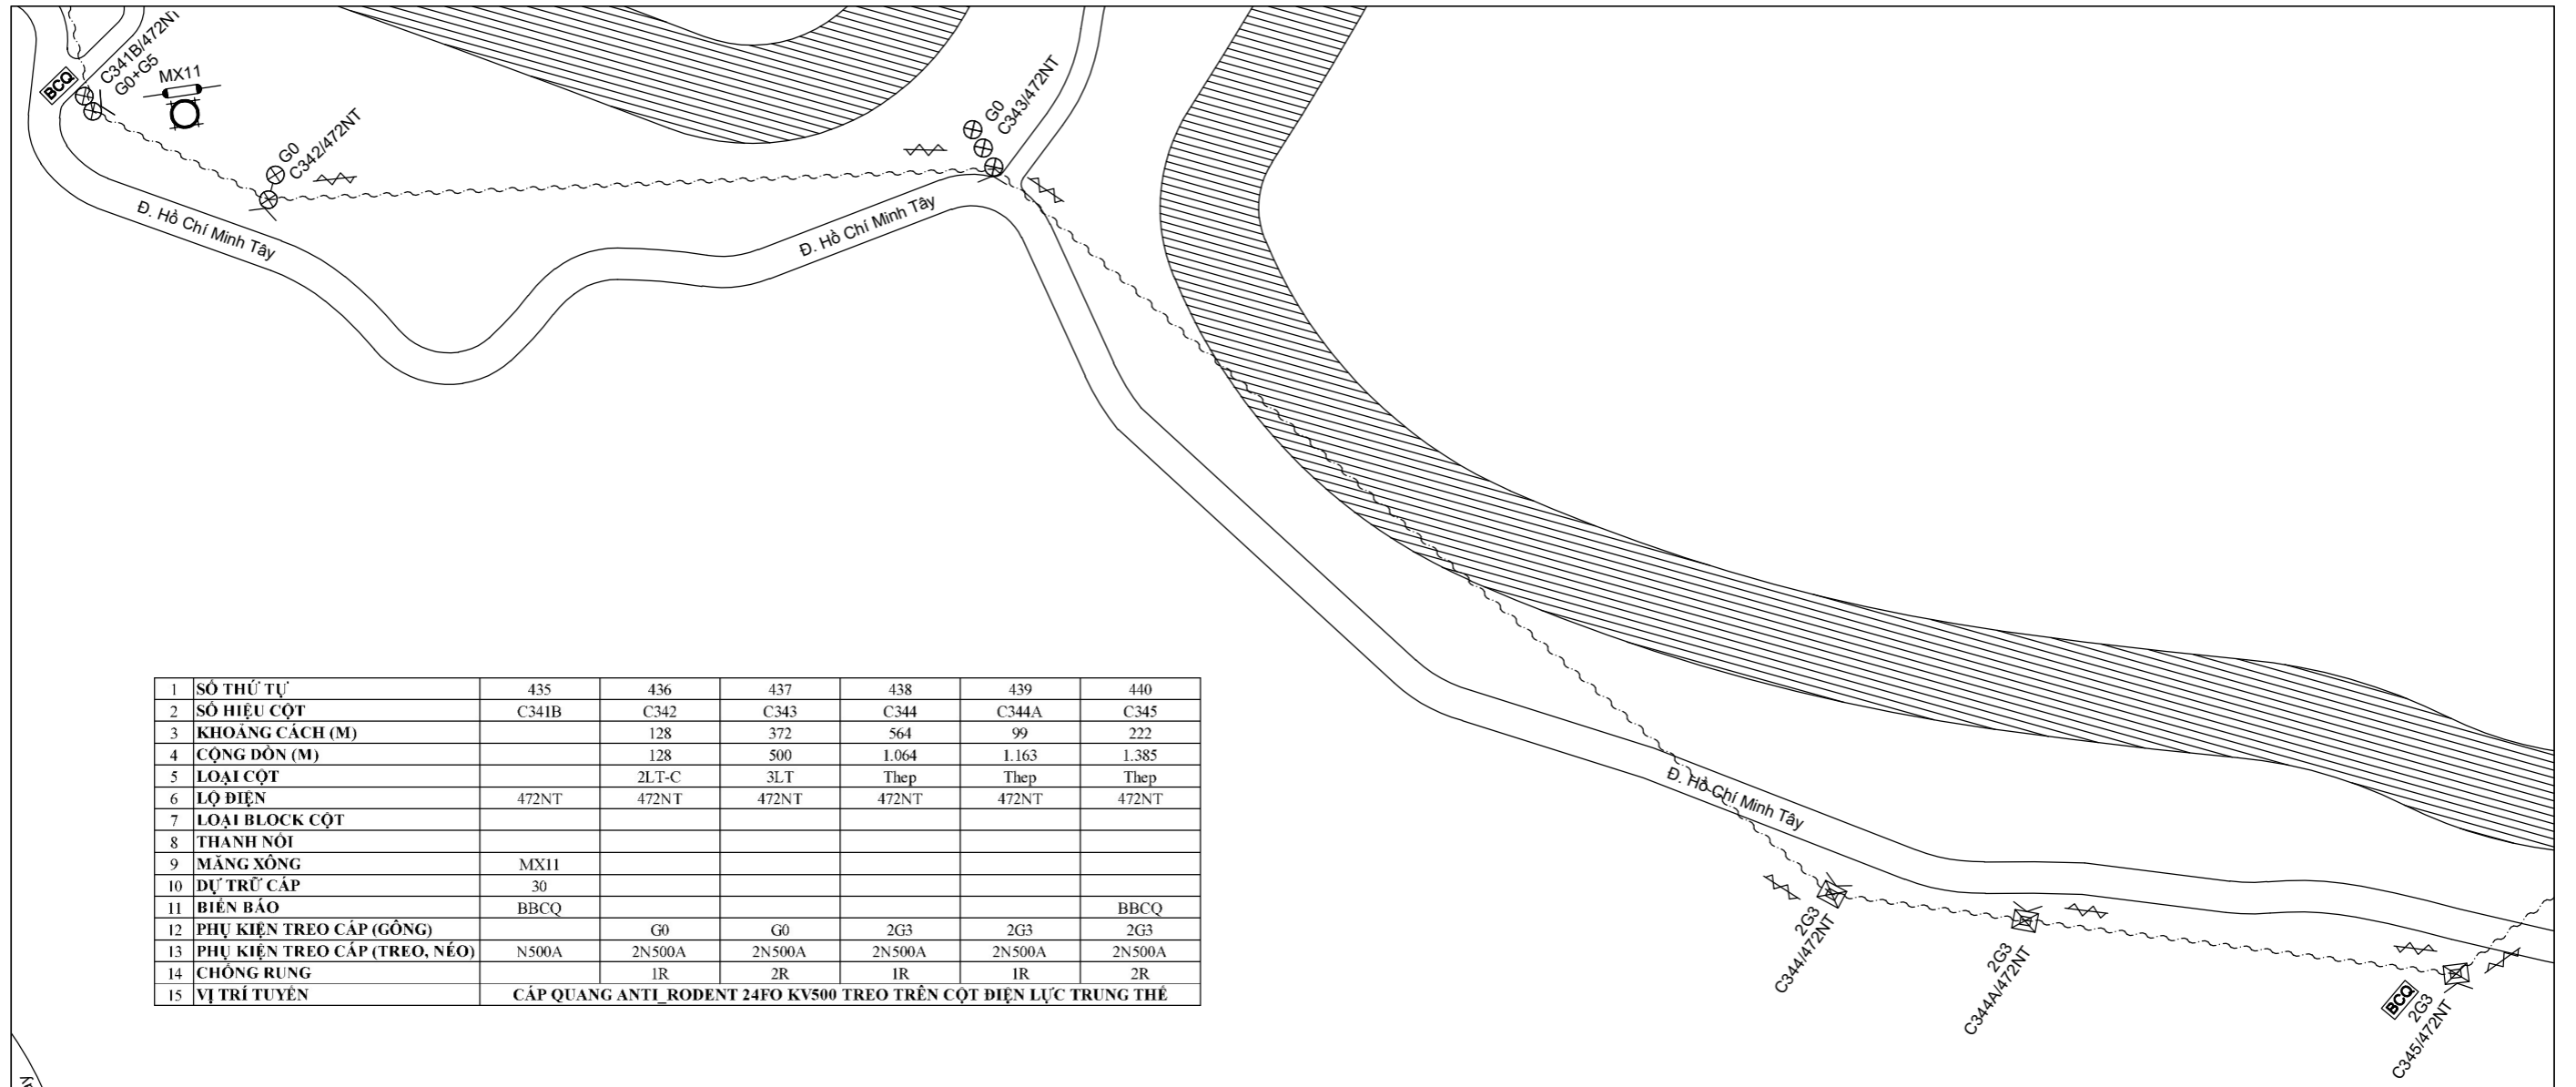 C341B/472NT
G0+G5
BCQ
MX11
G0
C342/472NT
G0
C343/472NT
Đ. Hồ Chí Minh Tây
Đ. Hồ Chí Minh Tây
1 SỐ THỨ TỰ 435 436 437 438 439 440
2 SỐ HIỆU CỘT C341B C342 C343 C344 C344A C345
3 KHOẢNG CÁCH (M) 128 372 564 99 222
4 CỘNG DỒN (M) 128 500 1.064 1.163 1.385
5 LOẠI CỘT 2LT-C 3LT Thep Thep Thep
6 LỘ ĐIỆN 472NT 472NT 472NT 472NT 472NT 472NT
7 LOẠI BLOCK CỘT
8 THANH NỐI
9 MĂNG XÔNG MX11
10 DỰ TRỮ CÁP 30
11 BIỂN BÁO BBCQ BBCQ
12 PHỤ KIỆN TREO CÁP (GÔNG) G0 G0 2G3 2G3 2G3
13 PHỤ KIỆN TREO CÁP (TREO, NÉO) N500A 2N500A 2N500A 2N500A 2N500A 2N500A
14 CHỐNG RUNG 1R 2R 1R 1R 2R
15 VỊ TRÍ TUYẾN CÁP QUANG ANTI_RODENT 24FO KV500 TREO TRÊN CỘT ĐIỆN LỰC TRUNG THẾ
Đ. Hồ Chí Minh Tây
2G3
C344/472NT
2G3
C344A/472NT
BCQ
2G3
C345/472NT